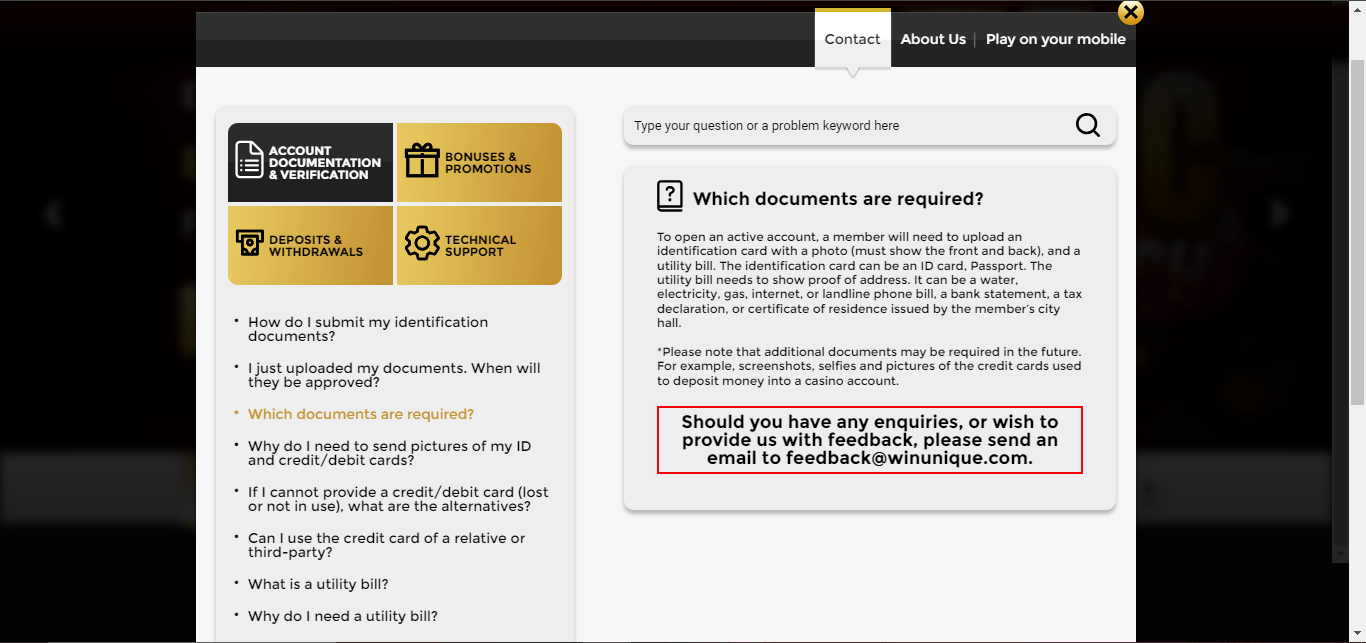 Contact
About Us | Play on your mobile
ACCOUNT
DOCUMENTATION
& VERIFICATION
BONUSES &
PROMOTIONS
DEPOSITS &
WITHDRAWALS
TECHNICAL
SUPPORT
• How do I submit my identification
documents?
• I just uploaded my documents. When will
they be approved?
• Which documents are required?
• Why do I need to send pictures of my ID
and credit/debit cards?
• If I cannot provide a credit/debit card (lost
or not in use), what are the alternatives?
• Can I use the credit card of a relative or
third-party?
• What is a utility bill?
• Why do I need a utility bill?
Type your question or a problem keyword here
Which documents are required?
To open an active account, a member will need to upload an
identification card with a photo (must show the front and back), and a
utility bill. The identification card can be an ID card, Passport. The
utility bill needs to show proof of address. It can be a water,
electricity, gas, internet, or landline phone bill, a bank statement, a tax
declaration, or certificate of residence issued by the member's city
hall.
*Please note that additional documents may be required in the future.
For example, screenshots, selfies and pictures of the credit cards used
to deposit money into a casino account.
Should you have any enquiries, or wish to
provide us with feedback, please send an
email to feedback@winunique.com.